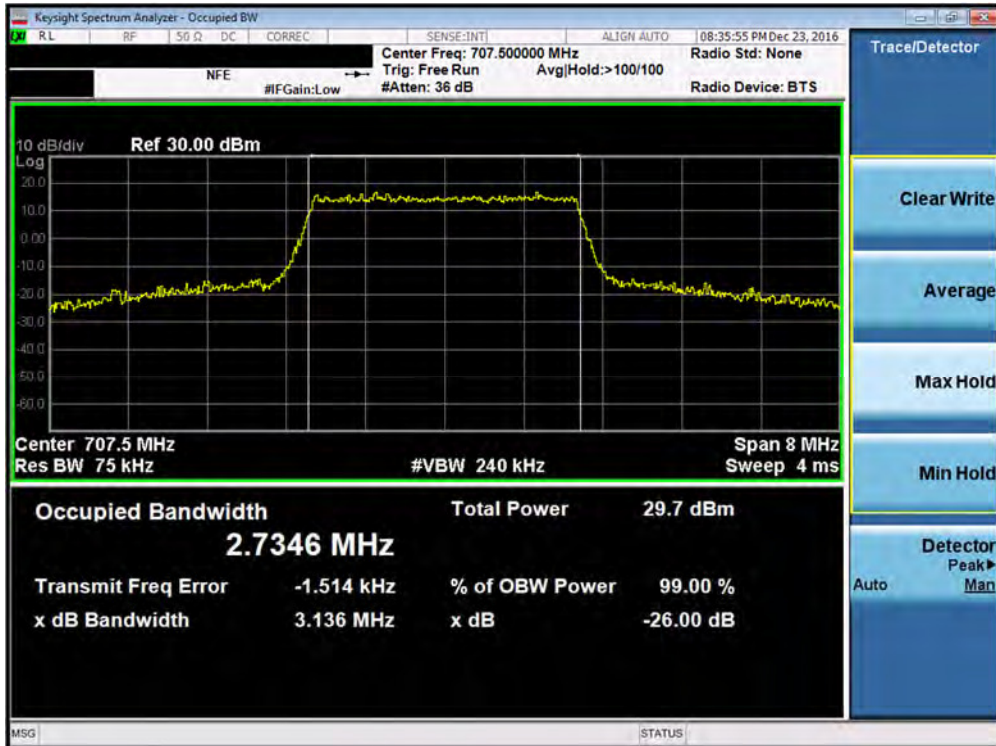 Keysight Spectrum Analyzer - Occupied BW
LXI RL RF 50 Ω DC CORREC SENSE:INT ALIGN AUTO 08:35:55 PM Dec 23, 2016
Center Freq: 707.500000 MHz Radio Std: None
NFE Trig: Free Run Avg|Hold:>100/100
#IFGain:Low #Atten: 36 dB Radio Device: BTS
10 dB/div Ref 30.00 dBm
Log
20.0
10.0
0.00
-10.0
-20.0
-30.0
-40.0
-50.0
-60.0
Center 707.5 MHz Span 8 MHz
Res BW 75 kHz #VBW 240 kHz Sweep 4 ms
Occupied Bandwidth Total Power 29.7 dBm
2.7346 MHz
Transmit Freq Error -1.514 kHz % of OBW Power 99.00 %
x dB Bandwidth 3.136 MHz x dB -26.00 dB
MSG STATUS
Trace/Detector
Clear Write
Average
Max Hold
Min Hold
Detector
Peak▶
Auto Man